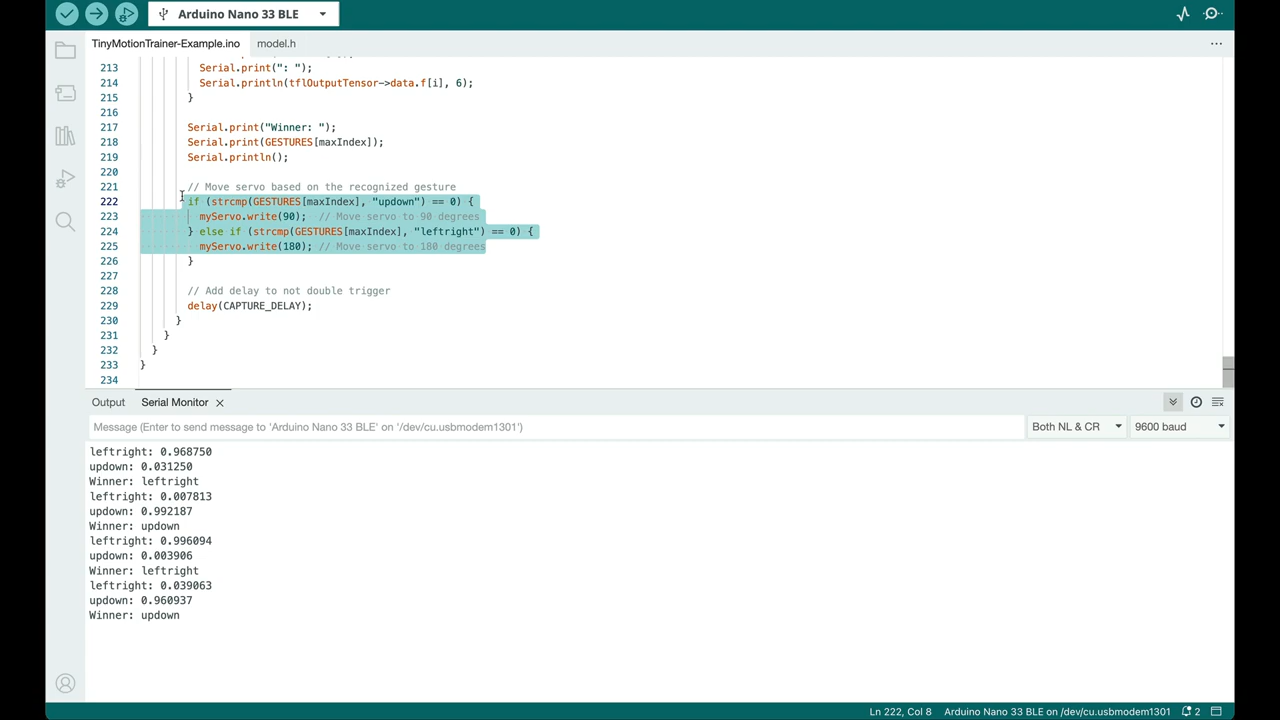 Arduino Nano 33 BLE
TinyMotionTrainer-Example.ino
model.h
213 Serial.print(": ");
214 Serial.println(tflOutputTensor->data.f[i], 6);
215 }
216
217 Serial.print("Winner: ");
218 Serial.print(GESTURES[maxIndex]);
219 Serial.println();
220
221 // Move servo based on the recognized gesture
222 if (strcmp(GESTURES[maxIndex], "updown") == 0) {
223 myServo.write(90); // Move servo to 90 degrees
224 } else if (strcmp(GESTURES[maxIndex], "leftright") == 0) {
225 myServo.write(180); // Move servo to 180 degrees
226 }
227
228 // Add delay to not double trigger
229 delay(CAPTURE_DELAY);
230 }
231 }
232 }
233 }
234
Output
Serial Monitor
Message (Enter to send message to 'Arduino Nano 33 BLE' on '/dev/cu.usbmodem1301')
Both NL & CR
9600 baud
leftright: 0.968750
updown: 0.031250
Winner: leftright
leftright: 0.007813
updown: 0.992187
Winner: updown
leftright: 0.996094
updown: 0.003906
Winner: leftright
leftright: 0.039063
updown: 0.960937
Winner: updown
Ln 222, Col 8 Arduino Nano 33 BLE on /dev/cu.usbmodem1301 2